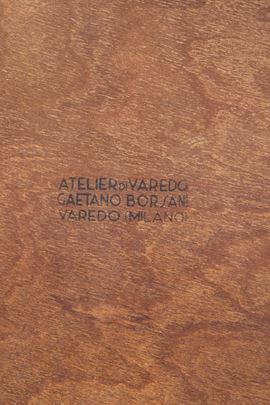 ATELIER DI VAREDO
GAETANO BORSANI
VAREDO (MILANO)